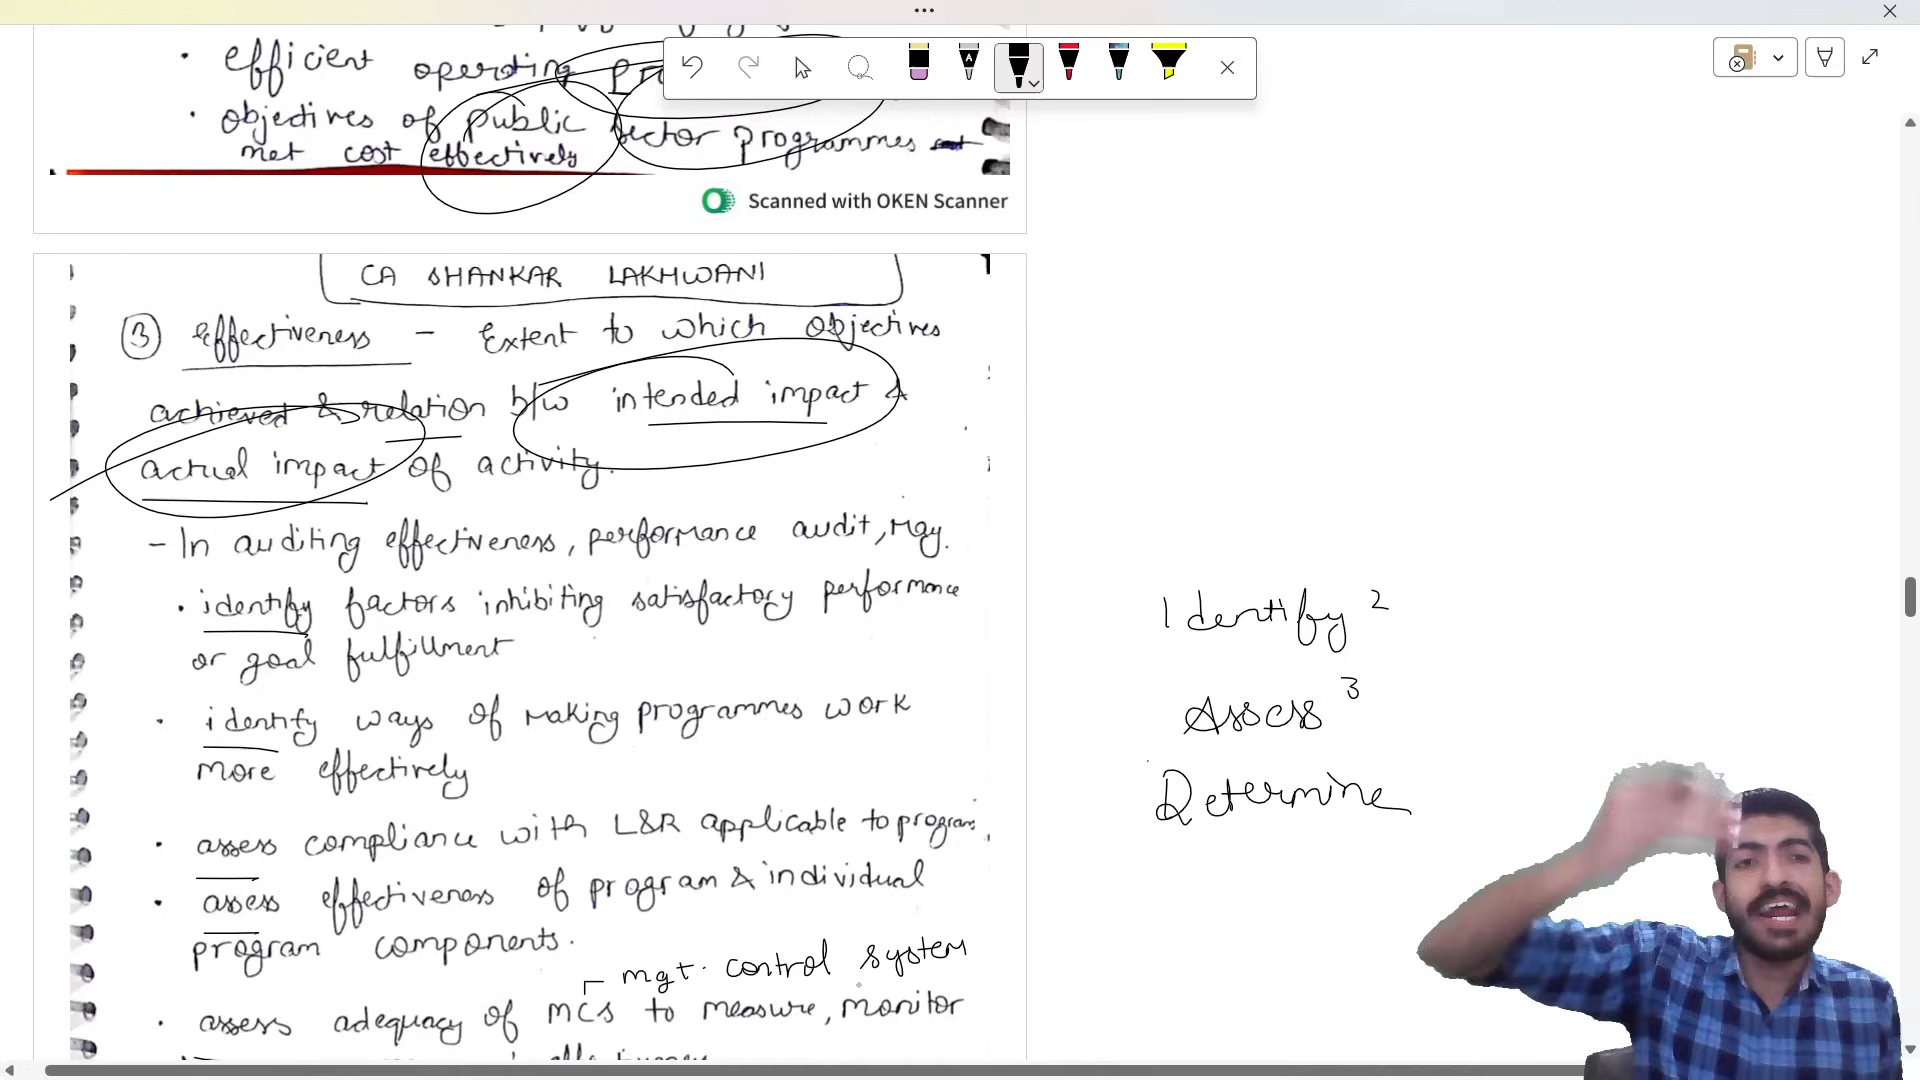 · efficient operating
· objectives of public sector programmes
met cost effectively
Scanned with OKEN Scanner
CA SHANKAR LAKHWANI
③ effectiveness - Extent to which objectives
achieved & relation b/w intended impact &
actual impact of activity.
- In auditing effectiveness, performance audit, may.
· identify factors inhibiting satisfactory performance
or goal fulfillment
· identify ways of making programmes work
more effectively
· assess compliance with L&R applicable to program
· assess effectiveness of program & individual
program components.
mgt. control system
· assess adequacy of MCS to measure, monitor
Identify 2
Assess 3
Determine